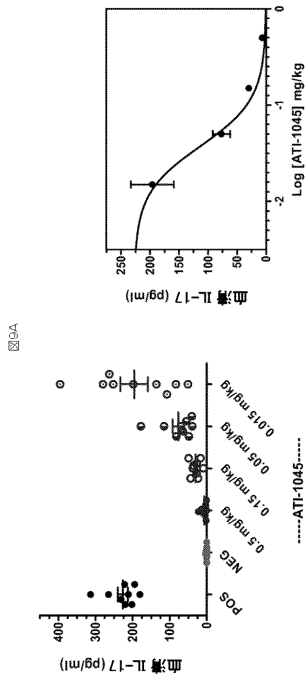 図9A
血清 IL-17 (pg/ml)
400
300
200
100
0
POS
NEG
0.5 mg/kg
0.15 mg/kg
0.05 mg/kg
0.015 mg/kg
-----ATI-1045-----
血清 IL-17 (pg/ml)
250
200
150
100
50
0
-2
-1
0
Log [ATI-1045] mg/kg